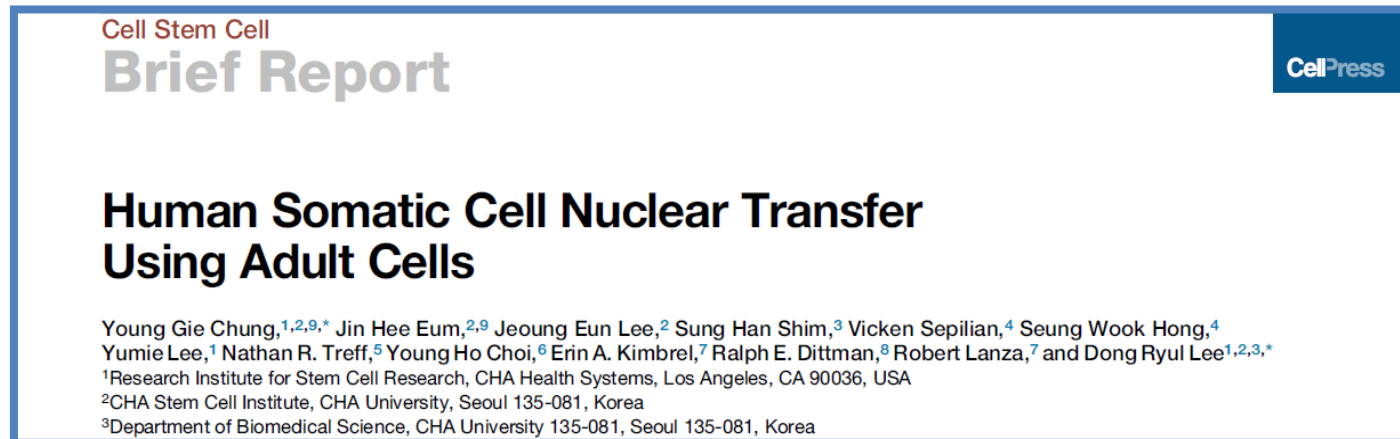 Cell Stem Cell
Brief Report
CellPress
Human Somatic Cell Nuclear Transfer
Using Adult Cells
Young Gie Chung,1,2,9,* Jin Hee Eum,2,9 Jeoung Eun Lee,2 Sung Han Shim,3 Vicken Sepilian,4 Seung Wook Hong,4
Yumie Lee,1 Nathan R. Treff,5 Young Ho Choi,6 Erin A. Kimbrel,7 Ralph E. Dittman,8 Robert Lanza,7 and Dong Ryul Lee1,2,3,*
1Research Institute for Stem Cell Research, CHA Health Systems, Los Angeles, CA 90036, USA
2CHA Stem Cell Institute, CHA University, Seoul 135-081, Korea
3Department of Biomedical Science, CHA University 135-081, Seoul 135-081, Korea